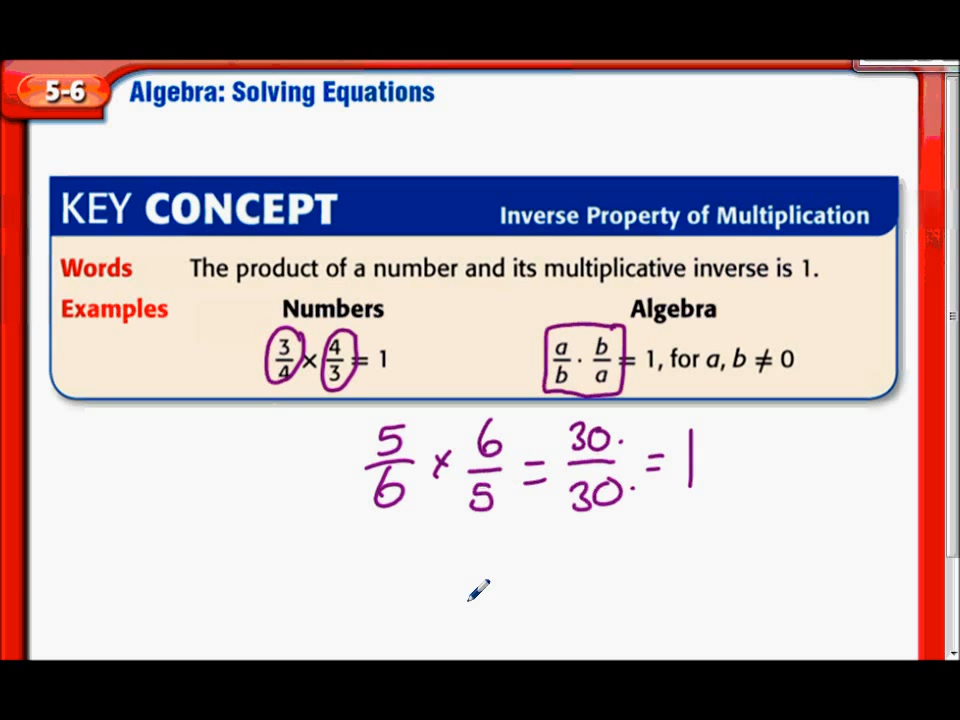 5-6 Algebra: Solving Equations
KEY CONCEPT Inverse Property of Multiplication
Words The product of a number and its multiplicative inverse is 1.
Examples Numbers Algebra
3/4 × 4/3 = 1 a/b · b/a = 1, for a, b ≠ 0
5/6 × 6/5 = 30/30 = 1